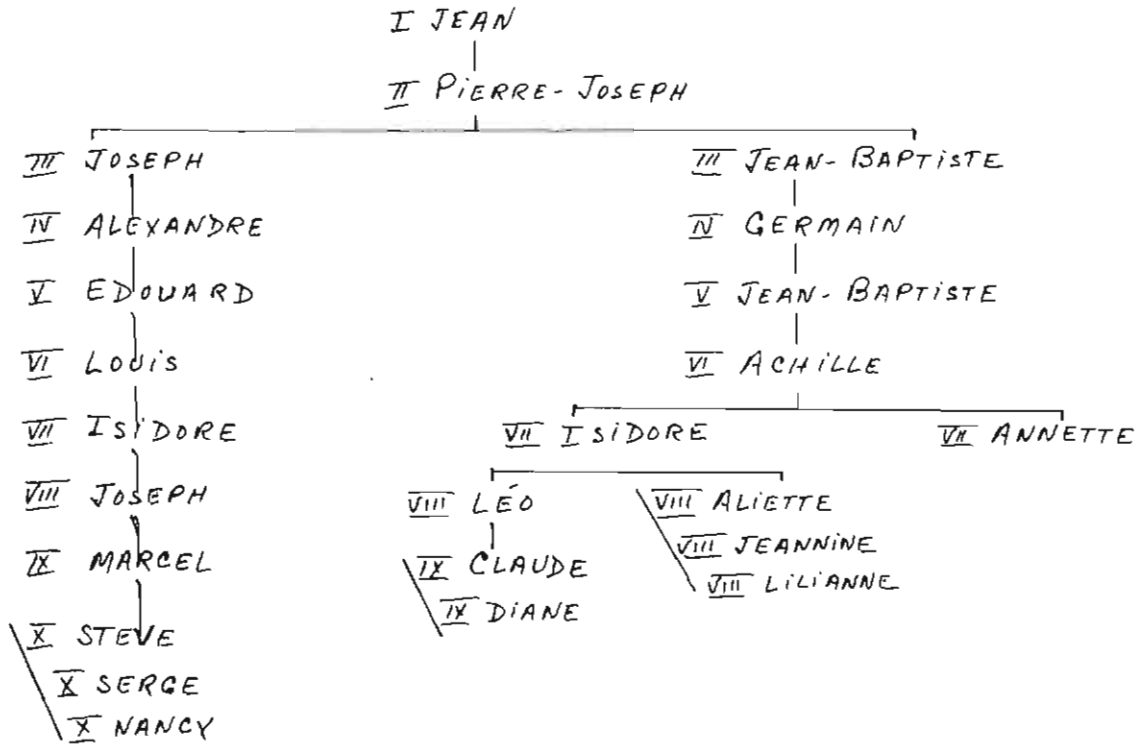 I JEAN
II PIERRE-JOSEPH
III JOSEPH III JEAN-BAPTISTE
IV ALEXANDRE IV GERMAIN
V EDOUARD V JEAN-BAPTISTE
VI LOUIS VI ACHILLE
VII ISIDORE VII ISIDORE VII ANNETTE
VIII JOSEPH VIII LÉO VIII ALIETTE
IX MARCEL IX CLAUDE VIII JEANNINE
IX DIANE VIII LILIANNE
X STEVE
X SERGE
X NANCY